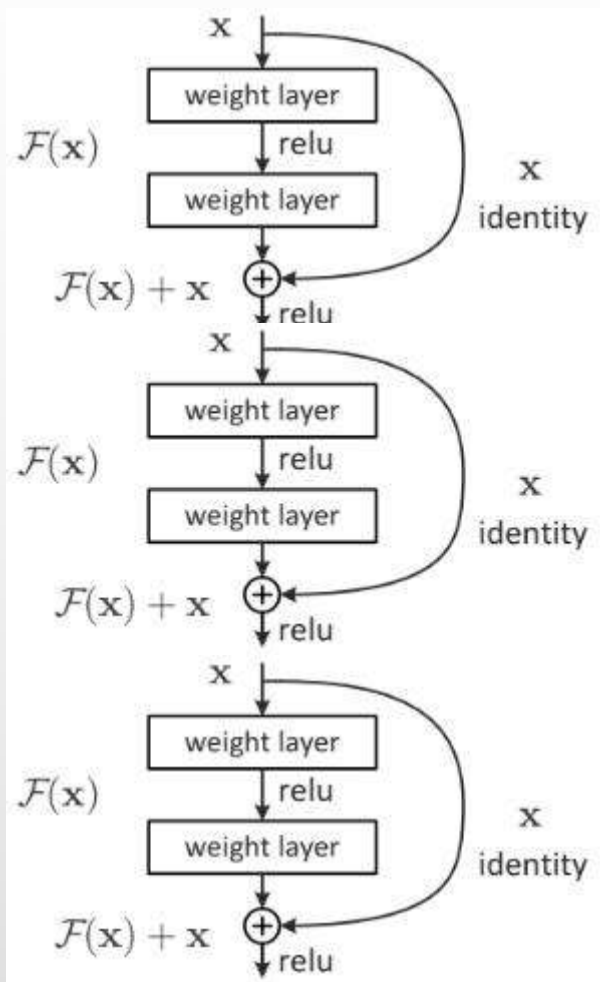 x
weight layer
F(x)
relu
x
weight layer
identity
F(x) + x
relu
x
weight layer
F(x)
relu
x
weight layer
identity
F(x) + x
relu
x
weight layer
F(x)
relu
x
weight layer
identity
F(x) + x
relu